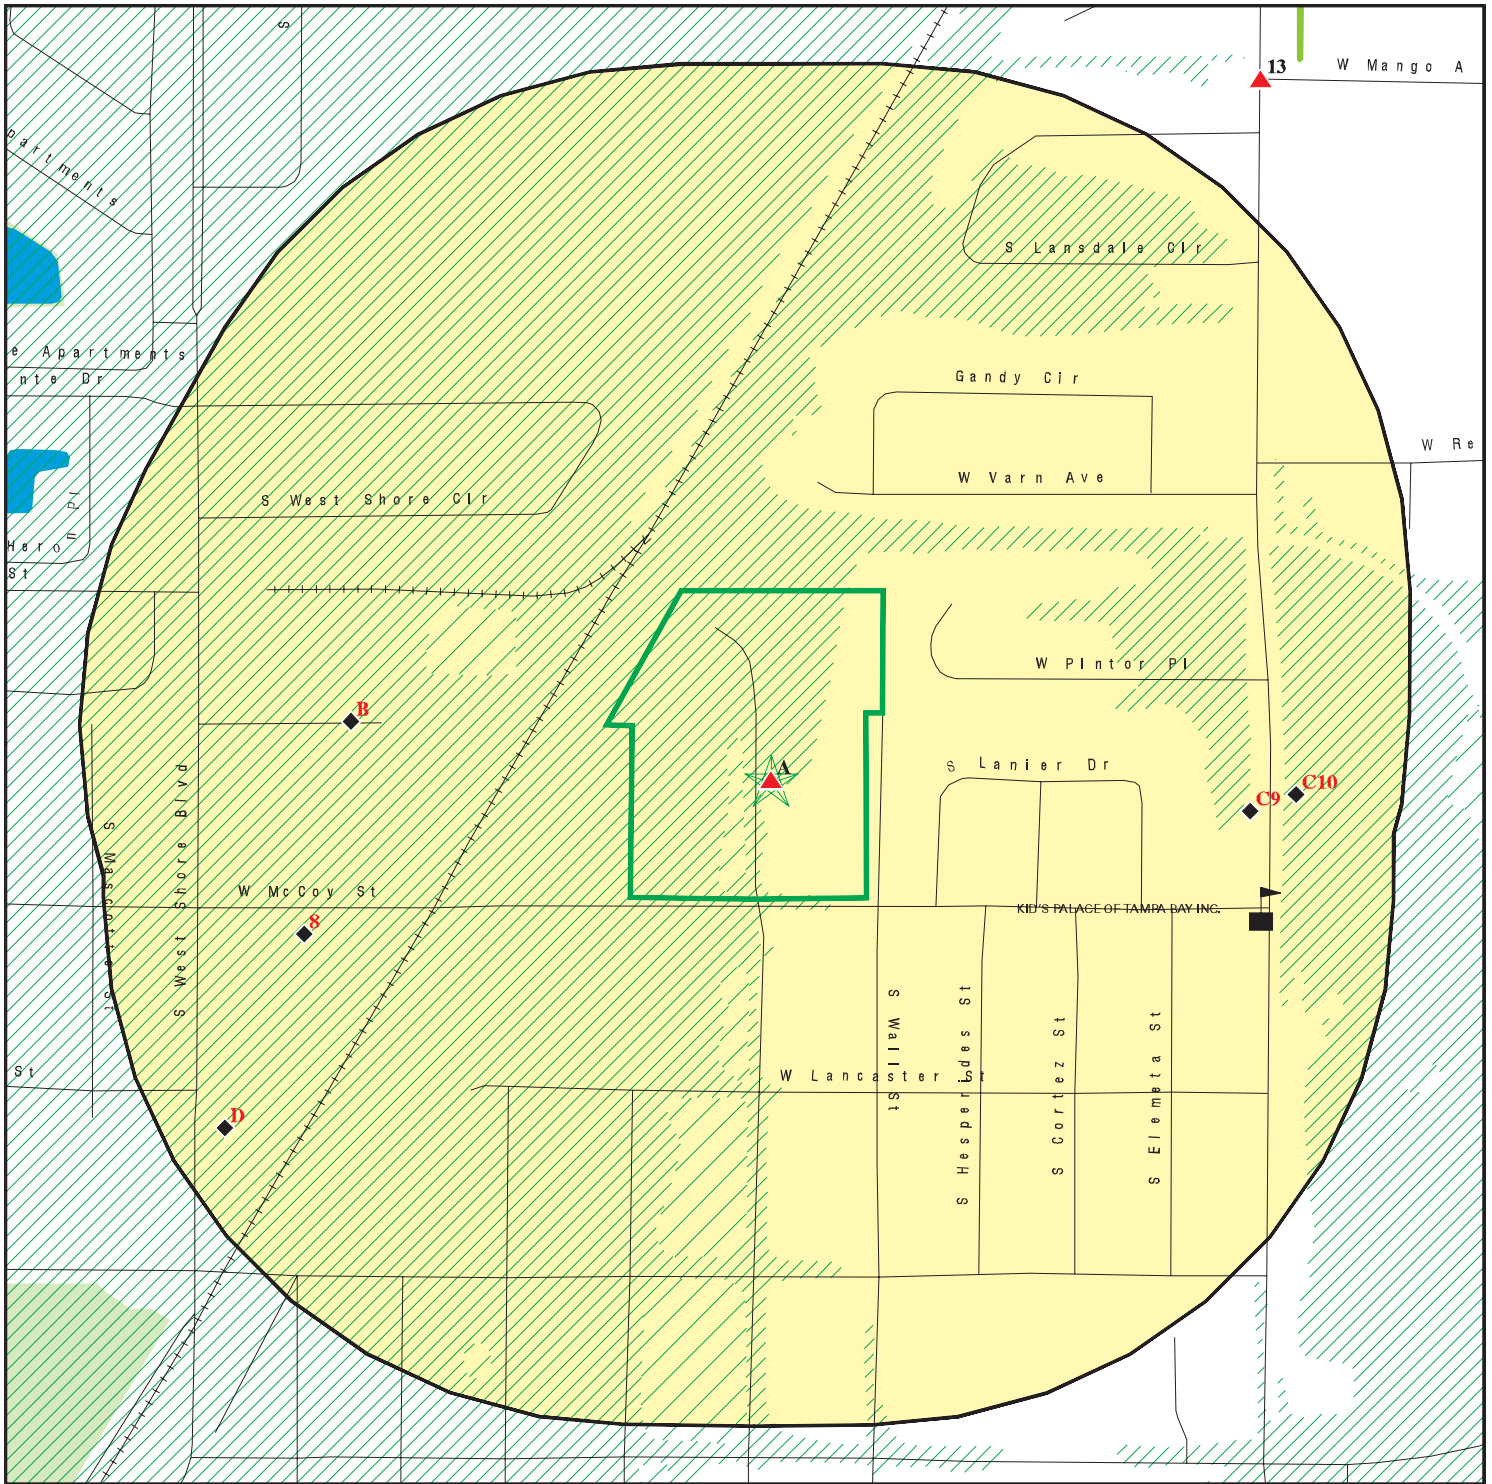 S
13
W Mango A
partments
S Lansdale Cir
e Apartments
nte Dr
Gandy Cir
W Re
W Varn Ave
S West Shore Cir
n Pl
Hero
St
W Pintor Pl
B
A
S Lanier Dr
C10
C9
S West Shore Blvd
S Mascotte St
W McCoy St
8
KID'S PALACE OF TAMPA BAY INC.
S Wall St
S Hesperides St
S Cortez St
S Elemeta St
St
W Lancaster St
D